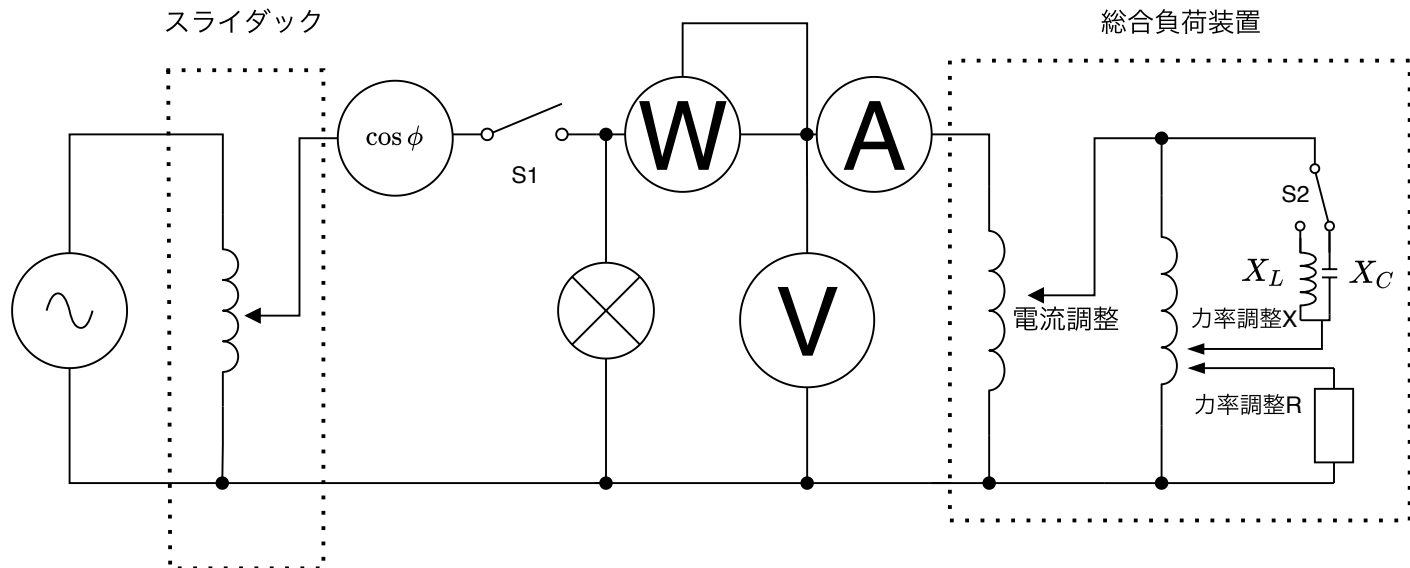 スライダック
総合負荷装置
cos ϕ
S1
W
A
V
電流調整
S2
X_L
X_C
力率調整X
力率調整R